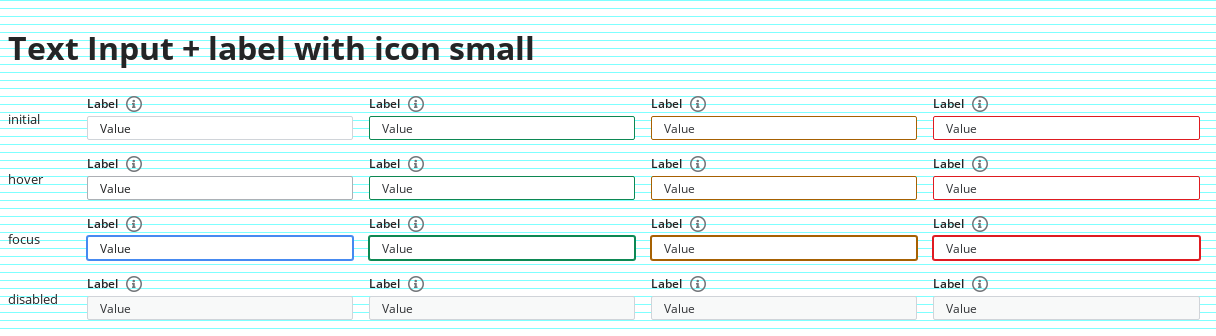 Text Input + label with icon small
Label Label Label Label
initial Value Value Value Value
Label Label Label Label
hover Value Value Value Value
Label Label Label Label
focus Value Value Value Value
Label Label Label Label
disabled Value Value Value Value